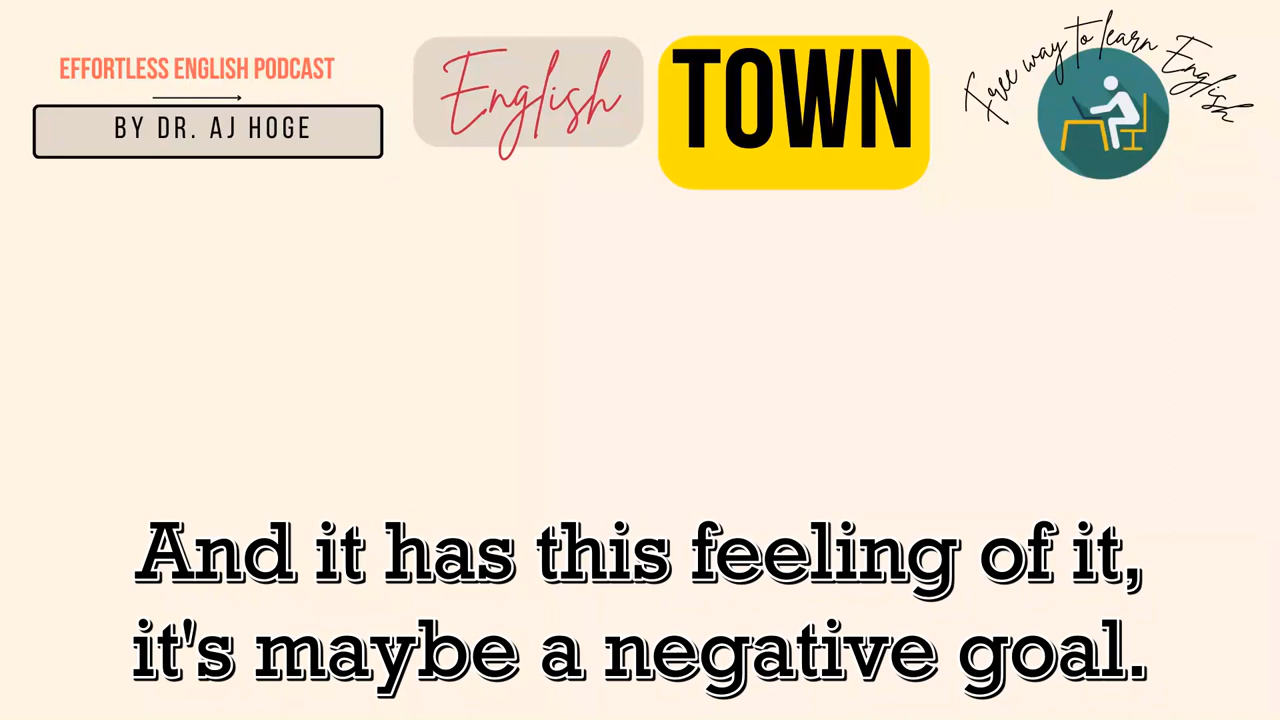 EFFORTLESS ENGLISH PODCAST
BY DR. AJ HOGE
English
TOWN
Free way to learn English
And it has this feeling of it,
it's maybe a negative goal.